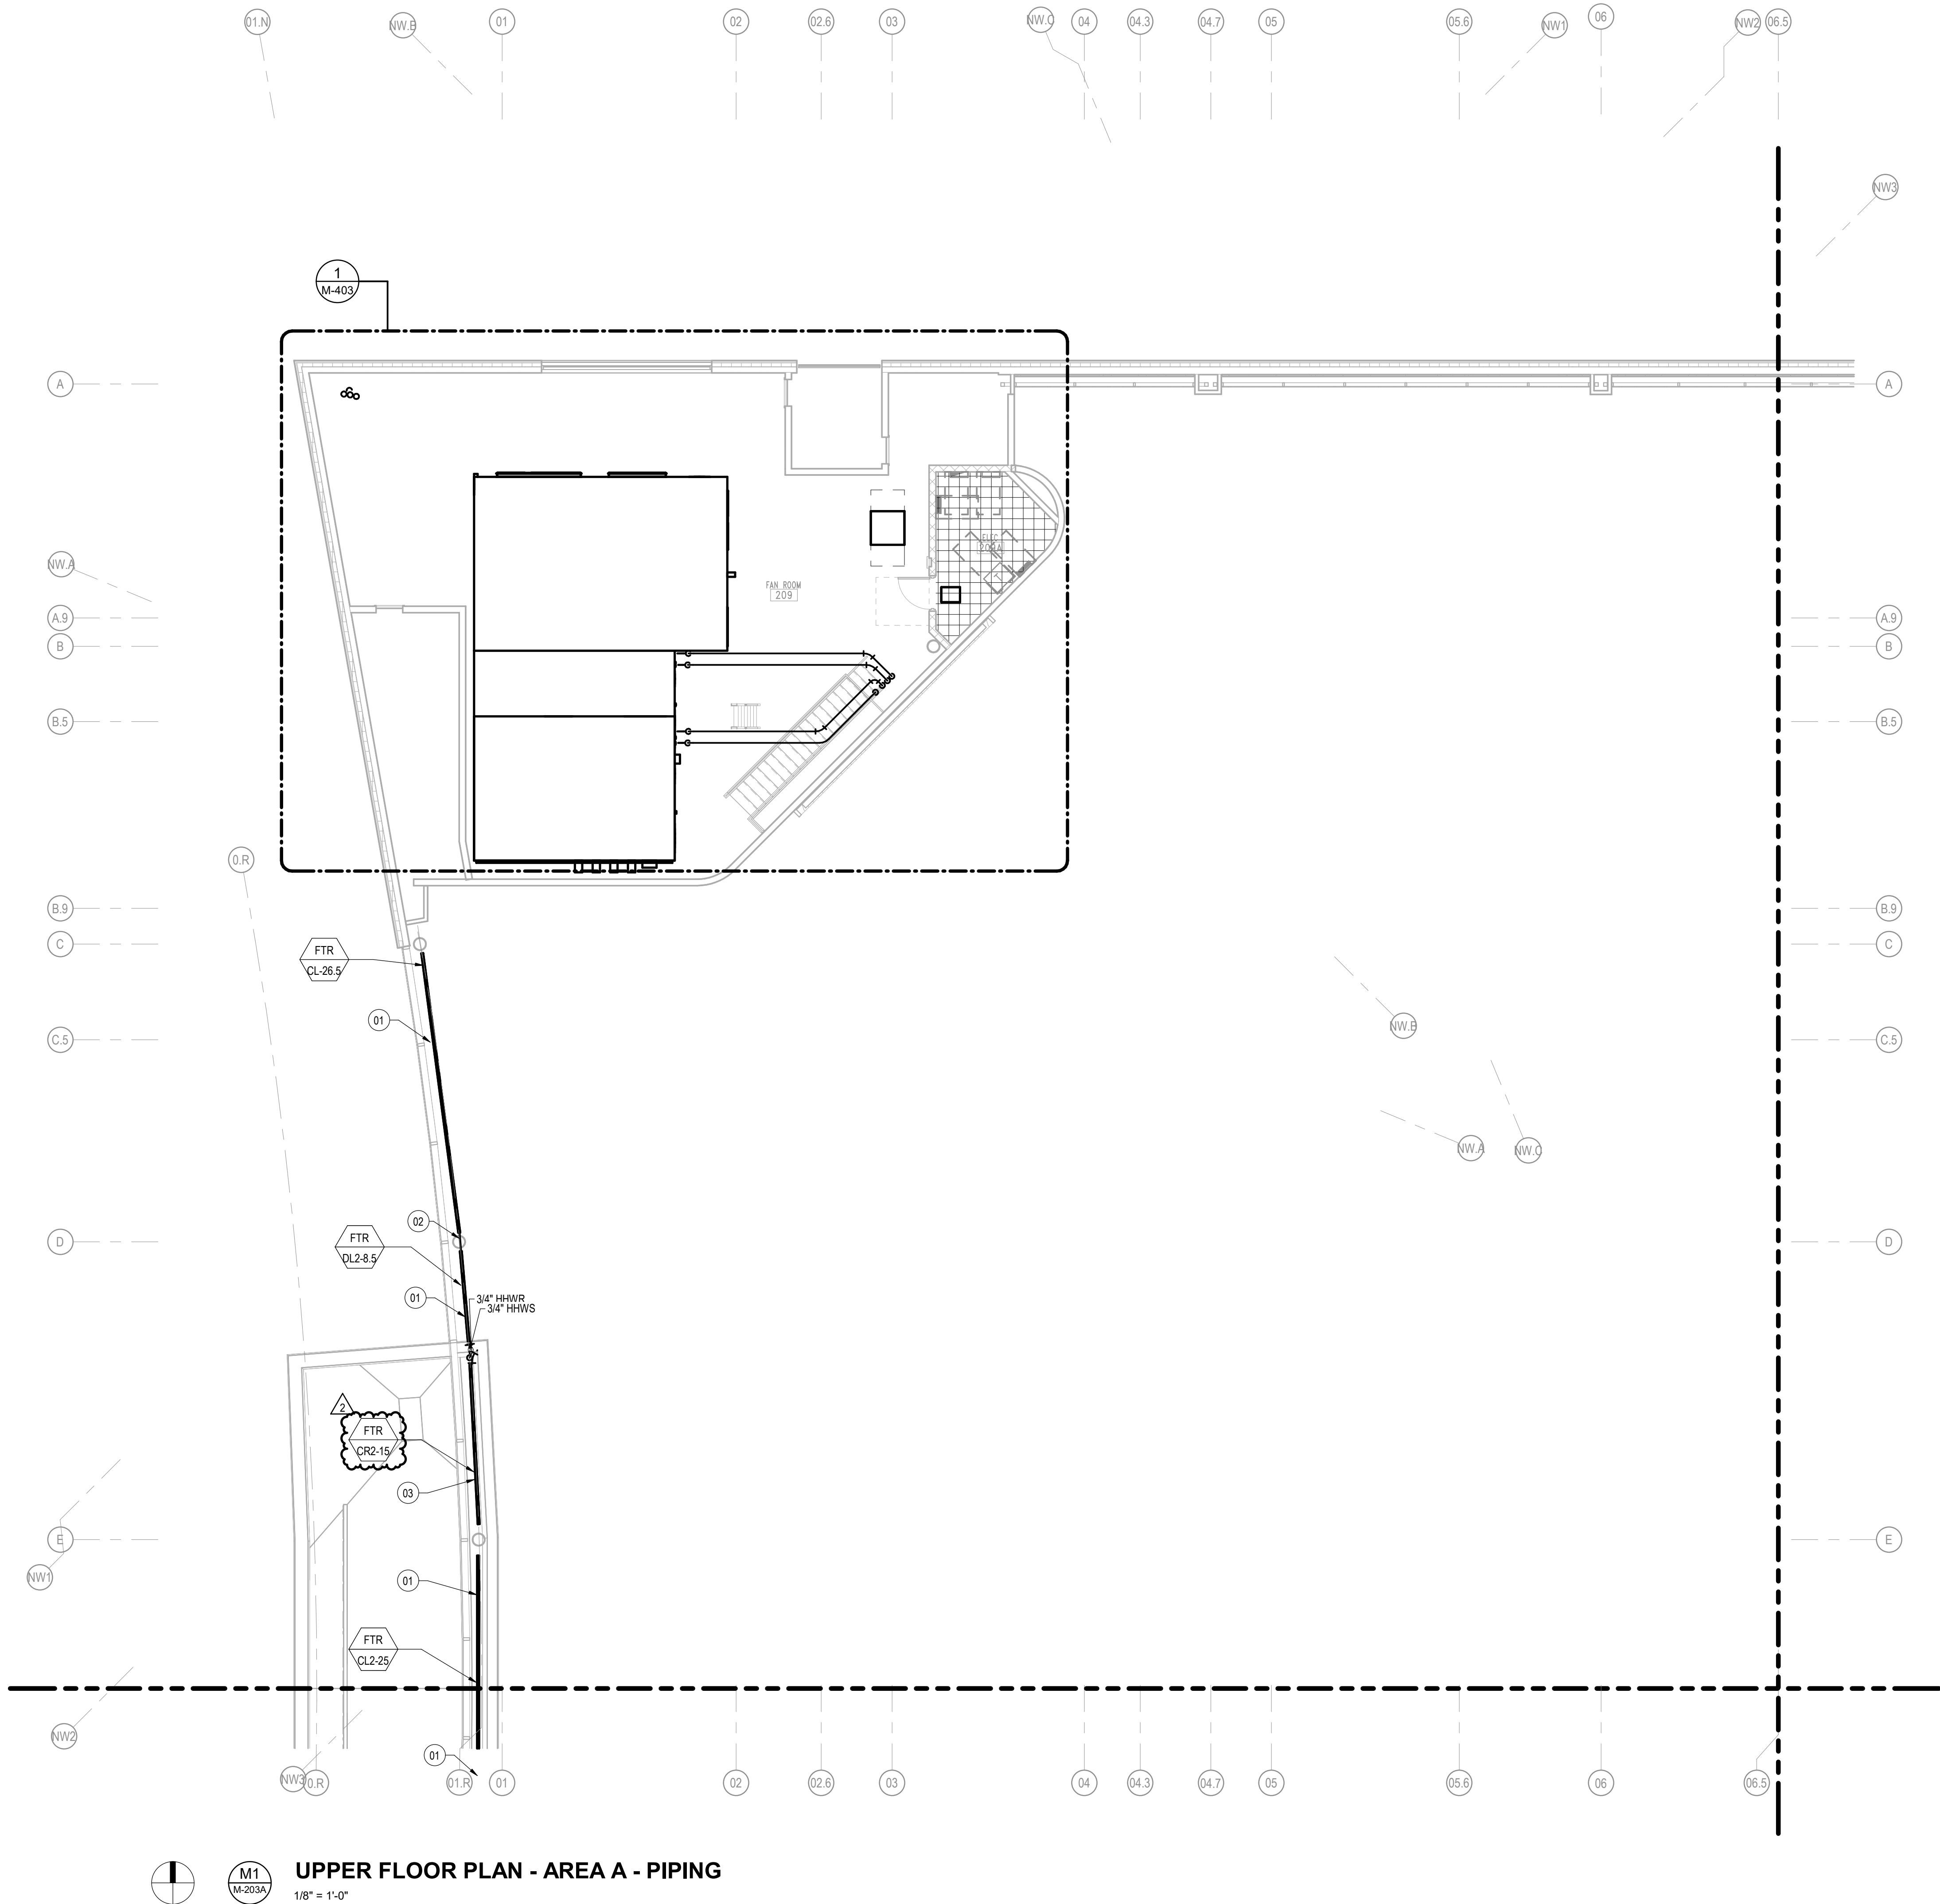 01.N
NW.B
01
02
02.6
03
NW.C
04
04.3
04.7
05
05.6
NW1
06
NW2
06.5
NW3
1
M-403
A
A
NW.A
ELEC
209A
FAN ROOM
209
T
A.9
A.9
B
B
B.5
B.5
0.R
B.9
B.9
C
C
FTR
CL-26.5
01
NW.B
C.5
C.5
NW.A
NW.C
02
D
D
FTR
DL2-8.5
01
3/4" HHWR
3/4" HHWS
2
FTR
CR2-15
03
E
E
NW1
01
FTR
CL2-25
NW2
01
NW3
0.R
01.R
01
02
02.6
03
04
04.3
04.7
05
05.6
06
06.5
M1
M-203A
UPPER FLOOR PLAN - AREA A - PIPING
1/8" = 1'-0"